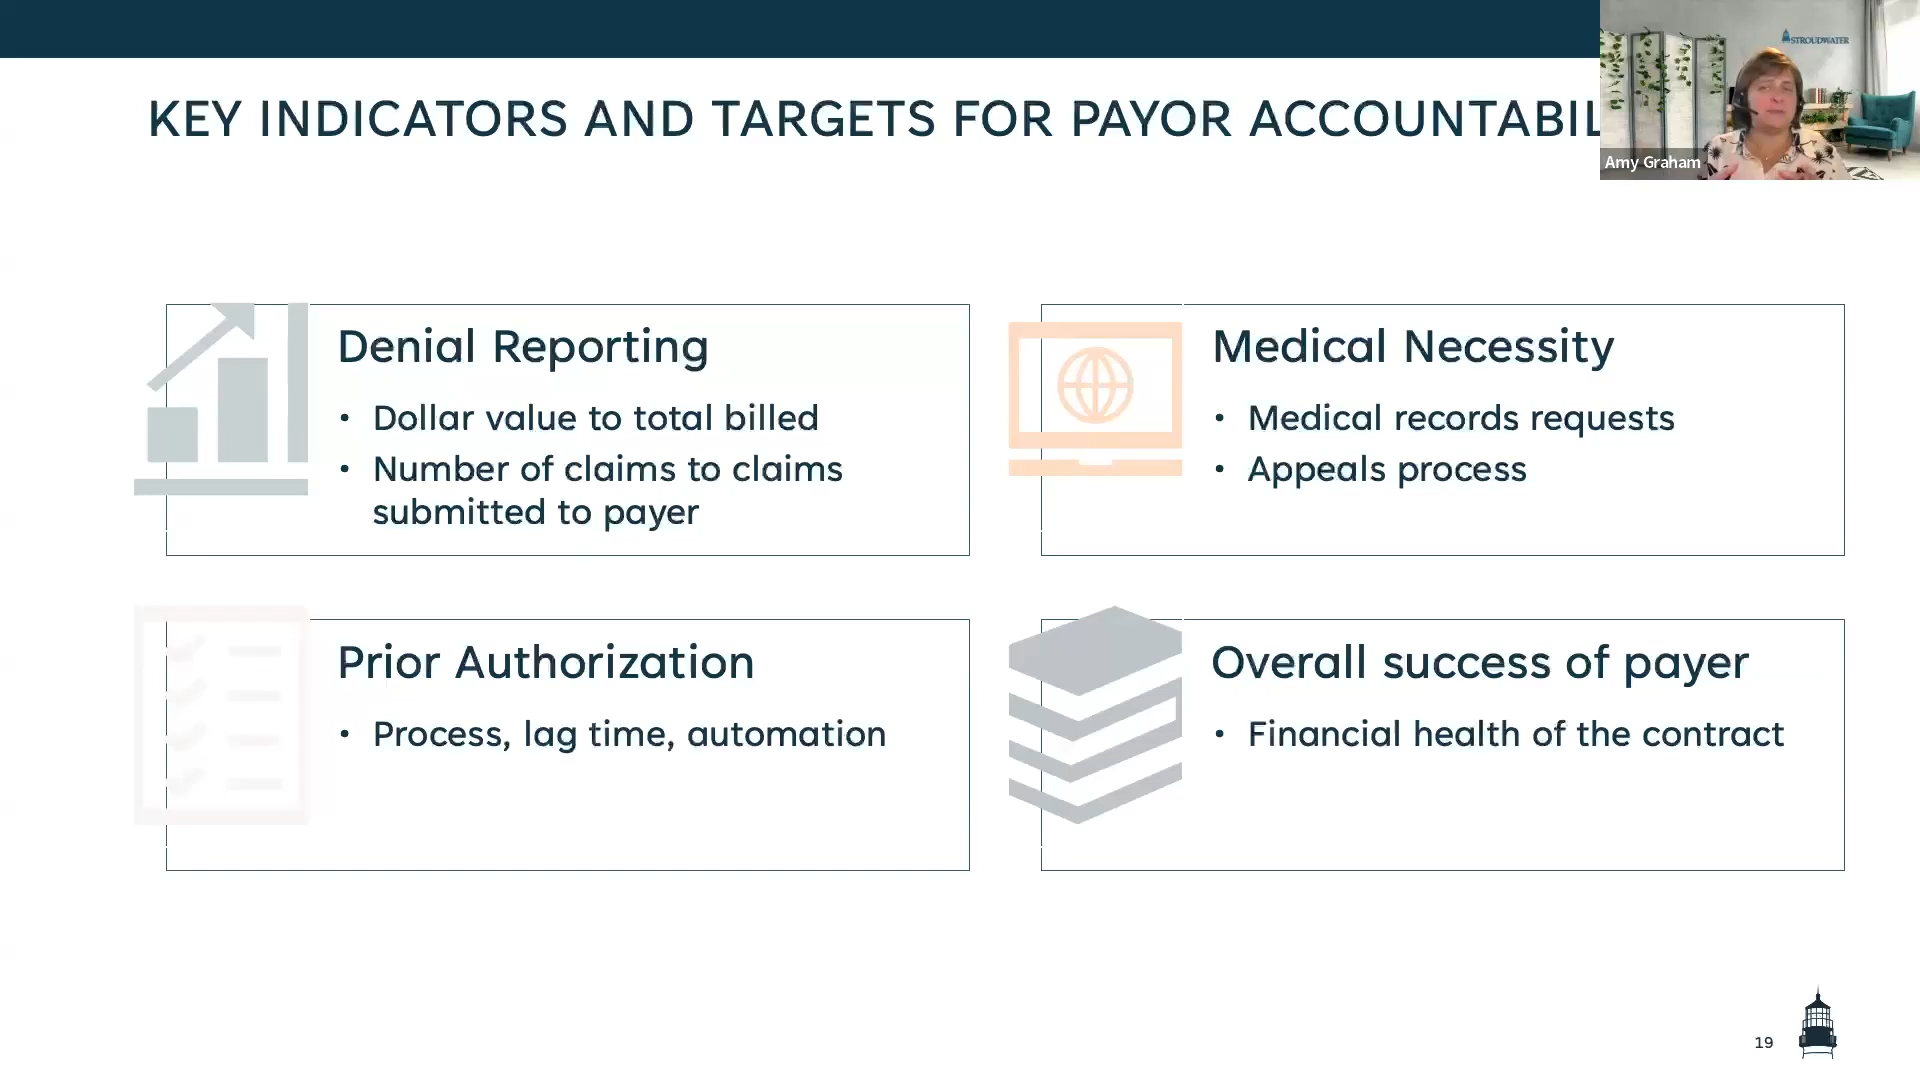 KEY INDICATORS AND TARGETS FOR PAYOR ACCOUNTABIL
STROUDWATER
Amy Graham
Denial Reporting
• Dollar value to total billed
• Number of claims to claims
submitted to payer
Medical Necessity
• Medical records requests
• Appeals process
Prior Authorization
• Process, lag time, automation
Overall success of payer
• Financial health of the contract
19